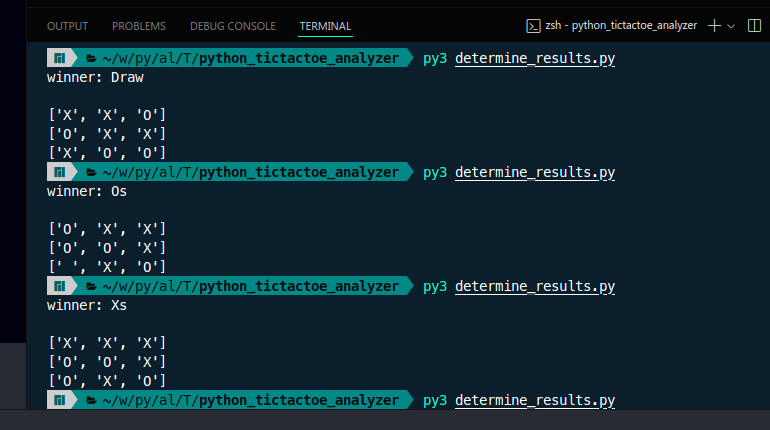 OUTPUT PROBLEMS DEBUG CONSOLE TERMINAL zsh - python_tictactoe_analyzer
~/w/py/al/T/python_tictactoe_analyzer py3 determine_results.py
winner: Draw
['X', 'X', 'O']
['O', 'X', 'X']
['X', 'O', 'O']
~/w/py/al/T/python_tictactoe_analyzer py3 determine_results.py
winner: Os
['O', 'X', 'X']
['O', 'O', 'X']
[' ', 'X', 'O']
~/w/py/al/T/python_tictactoe_analyzer py3 determine_results.py
winner: Xs
['X', 'X', 'X']
['O', 'O', 'X']
['O', 'X', 'O']
~/w/py/al/T/python_tictactoe_analyzer py3 determine_results.py